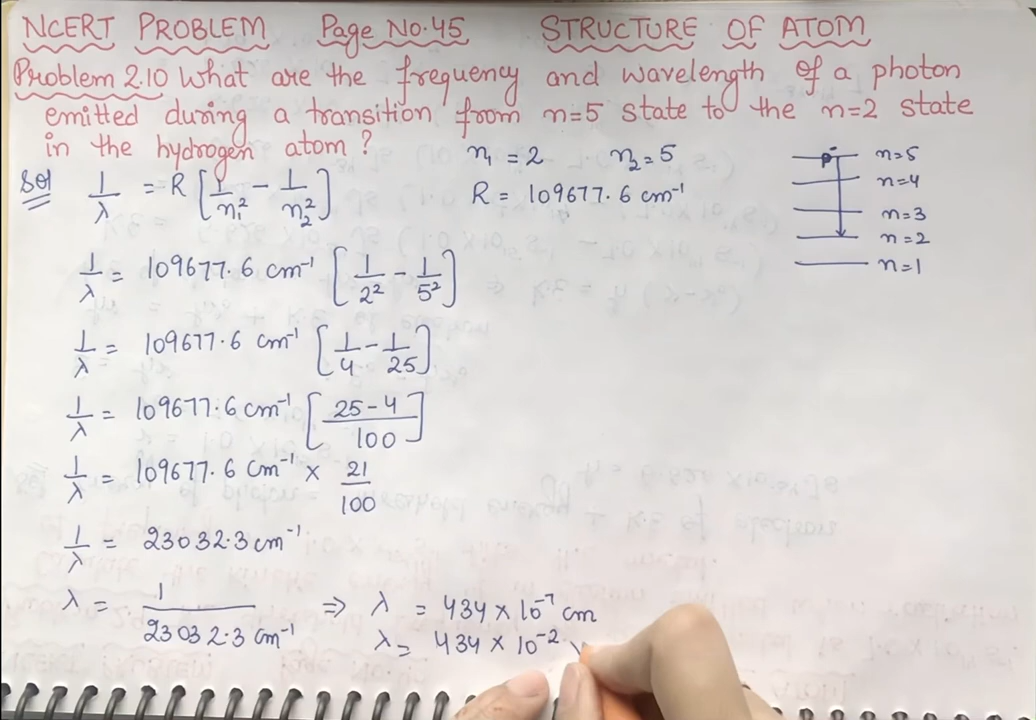 NCERT PROBLEM Page No.45 STRUCTURE OF ATOM
Problem 2.10 What are the frequency and wavelength of a photon
emitted during a transition from n=5 state to the n=2 state
in the hydrogen atom ?
n₁ = 2 n₂ = 5
Sol 1/λ = R [1/n₁² - 1/n₂²] R = 109677.6 cm⁻¹
n=5
n=4
n=3
n=2
n=1
1/λ = 109677.6 cm⁻¹ [1/2² - 1/5²]
1/λ = 109677.6 cm⁻¹ [1/4 - 1/25]
1/λ = 109677.6 cm⁻¹ [25-4/100]
1/λ = 109677.6 cm⁻¹ × 21/100
1/λ = 23032.3 cm⁻¹
λ = 1/23032.3 cm⁻¹ ⇒ λ = 434 × 10⁻⁷ cm
λ = 434 × 10⁻²